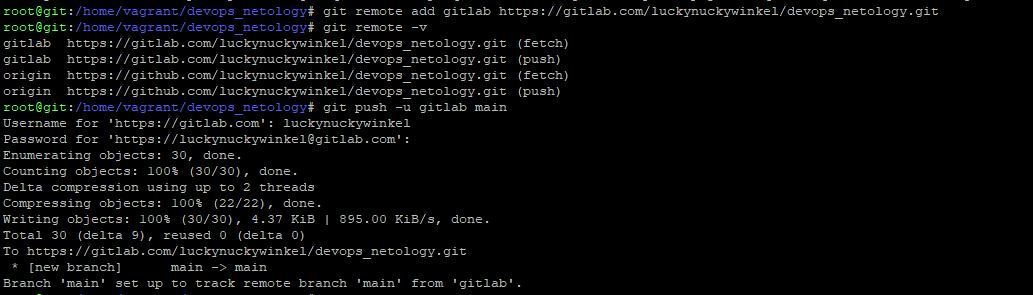 root@git:/home/vagrant/devops_netology# git remote add gitlab https://gitlab.com/luckynuckywinkel/devops_netology.git
root@git:/home/vagrant/devops_netology# git remote -v
gitlab  https://gitlab.com/luckynuckywinkel/devops_netology.git (fetch)
gitlab  https://gitlab.com/luckynuckywinkel/devops_netology.git (push)
origin  https://github.com/luckynuckywinkel/devops_netology.git (fetch)
origin  https://github.com/luckynuckywinkel/devops_netology.git (push)
root@git:/home/vagrant/devops_netology# git push -u gitlab main
Username for 'https://gitlab.com': luckynuckywinkel
Password for 'https://luckynuckywinkel@gitlab.com':
Enumerating objects: 30, done.
Counting objects: 100% (30/30), done.
Delta compression using up to 2 threads
Compressing objects: 100% (22/22), done.
Writing objects: 100% (30/30), 4.37 KiB | 895.00 KiB/s, done.
Total 30 (delta 9), reused 0 (delta 0)
To https://gitlab.com/luckynuckywinkel/devops_netology.git
 * [new branch]      main -> main
Branch 'main' set up to track remote branch 'main' from 'gitlab'.